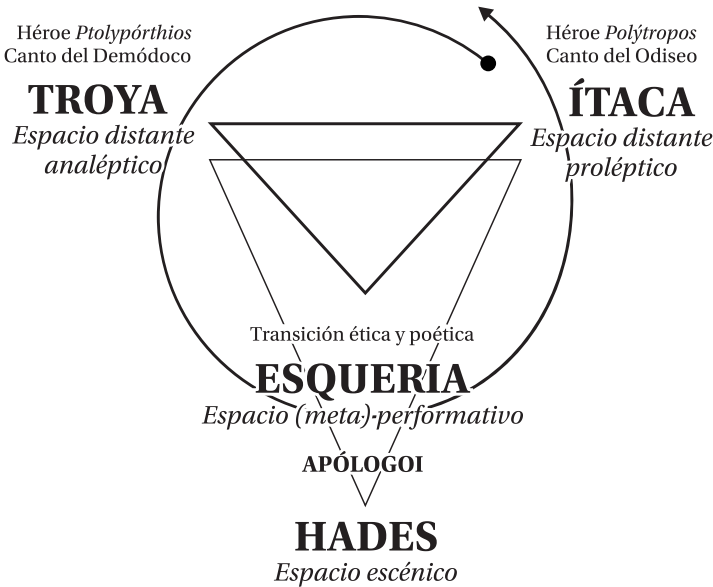 Héroe Ptolypórthios
Canto del Demódoco
TROYA
Espacio distante
analéptico
Héroe Polýtropos
Canto del Odiseo
ÍTACA
Espacio distante
proléptico
Transición ética y poética
ESQUERIA
Espacio (meta-)performativo
APÓLOGOI
HADES
Espacio escénico